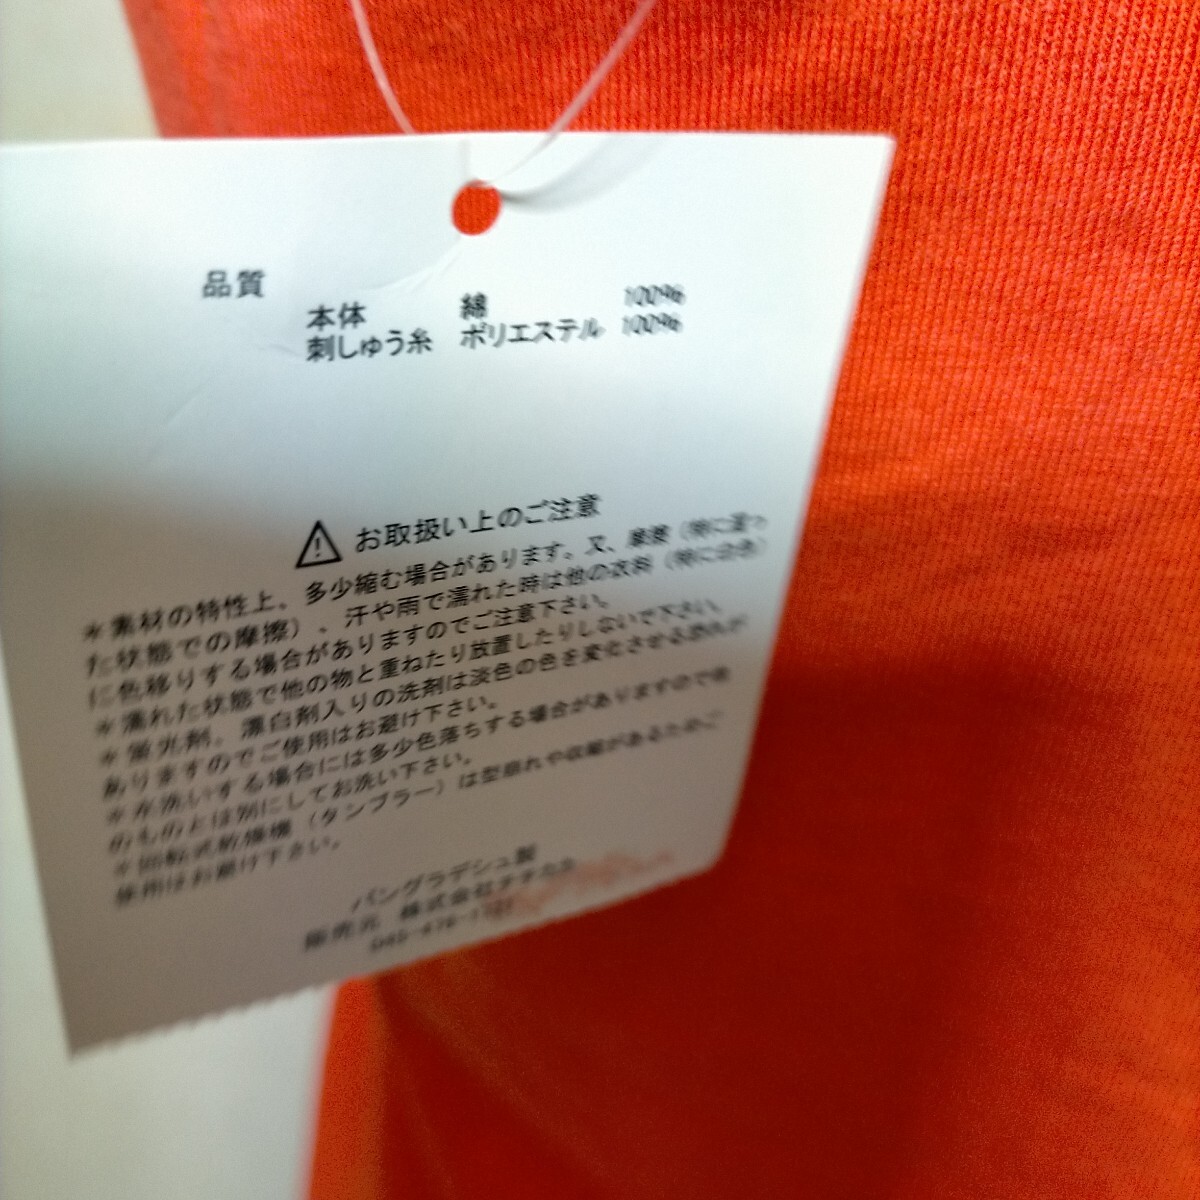 品質
本体 綿 100%
刺しゅう糸 ポリエステル 100%
お取扱い上のご注意
＊素材の特性上、多少縮む場合があります。又、摩擦（特に湿っ
た状態での摩擦）、汗や雨で濡れた時は他の衣料（特に白色）
に色移りする場合がありますのでご注意下さい。
＊濡れた状態で他の物と重ねたり放置したりしないで下さい。
＊蛍光剤、漂白剤入りの洗剤は淡色の色を変化させる恐れが
ありますのでご使用はお避け下さい。
＊水洗いする場合には多少色落ちする場合がありますので他
のものとは別にしてお洗い下さい。
＊回転式乾燥機（タンブラー）は型崩れや収縮があるためご
使用はお避け下さい。
バングラデシュ製
販売元 株式会社
045-476-